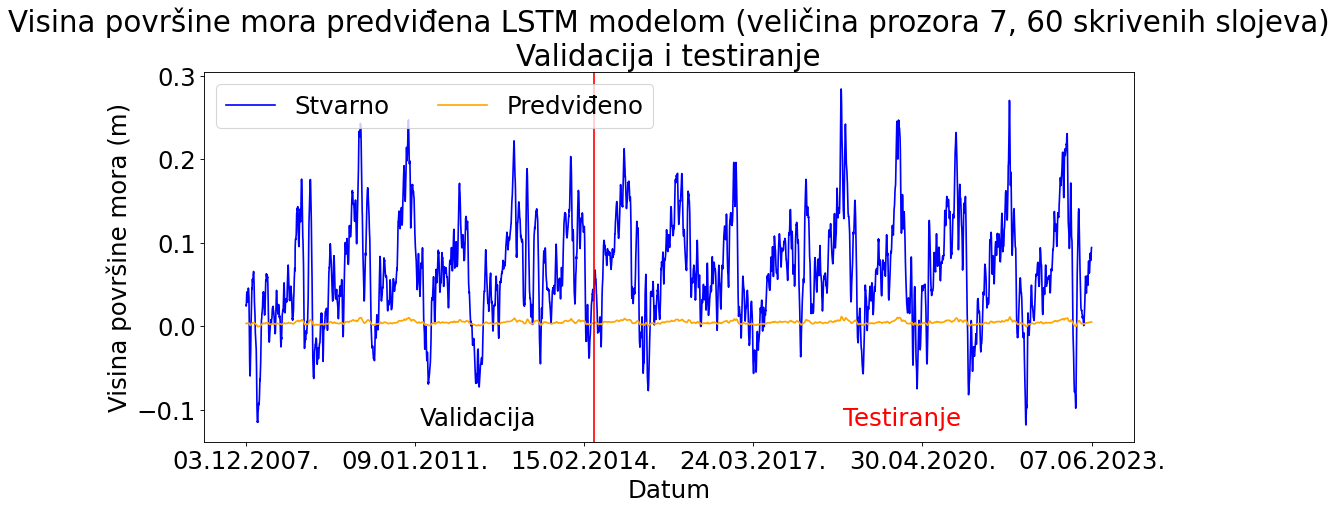 Visina površine mora predviđena LSTM modelom (veličina prozora 7, 60 skrivenih slojeva)
Validacija i testiranje
Stvarno
Predviđeno
Visina površine mora (m)
0.3
0.2
0.1
0.0
−0.1
Validacija
Testiranje
03.12.2007.
09.01.2011.
15.02.2014.
24.03.2017.
30.04.2020.
07.06.2023.
Datum